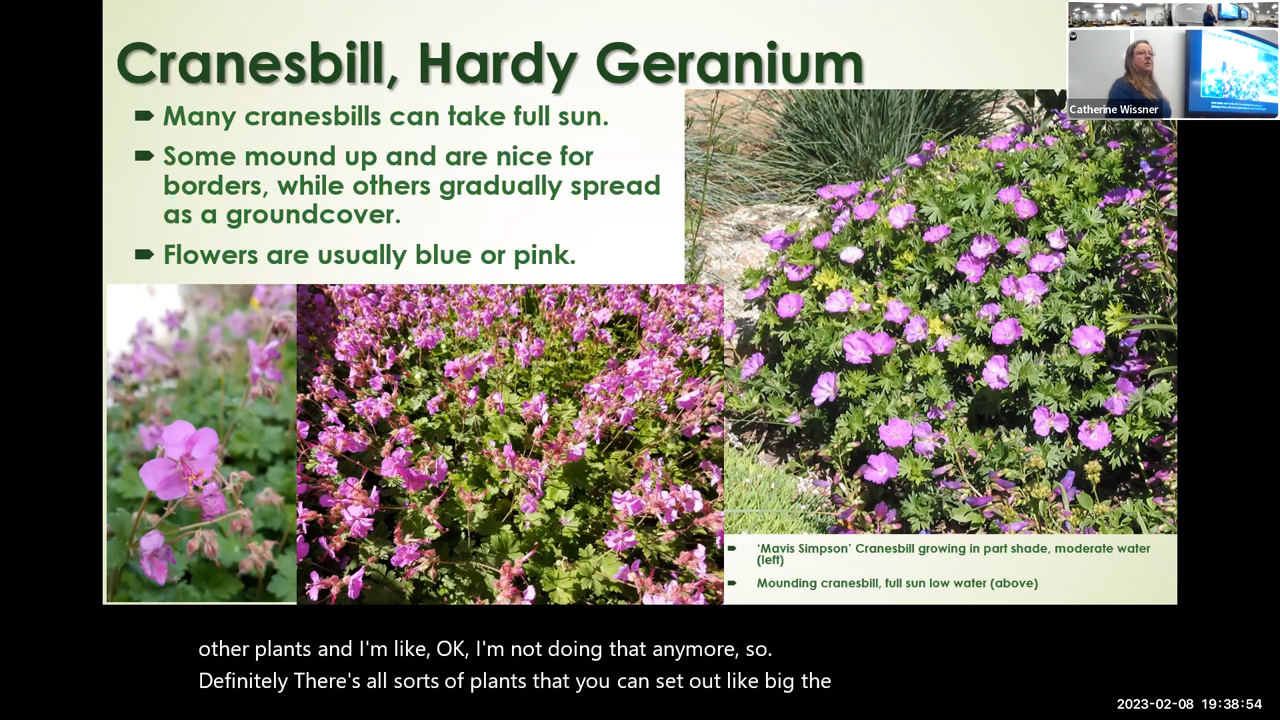 Cranesbill, Hardy Geranium
Many cranesbills can take full sun.
Some mound up and are nice for
borders, while others gradually spread
as a groundcover.
Flowers are usually blue or pink.
Catherine Wissner
‘Mavis Simpson’ Cranesbill growing in part shade, moderate water
(left)
Mounding cranesbill, full sun low water (above)
other plants and I'm like, OK, I'm not doing that anymore, so.
Definitely There's all sorts of plants that you can set out like big the
2023-02-08 19:38:54